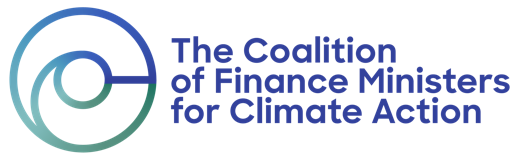 The Coalition
of Finance Ministers
for Climate Action